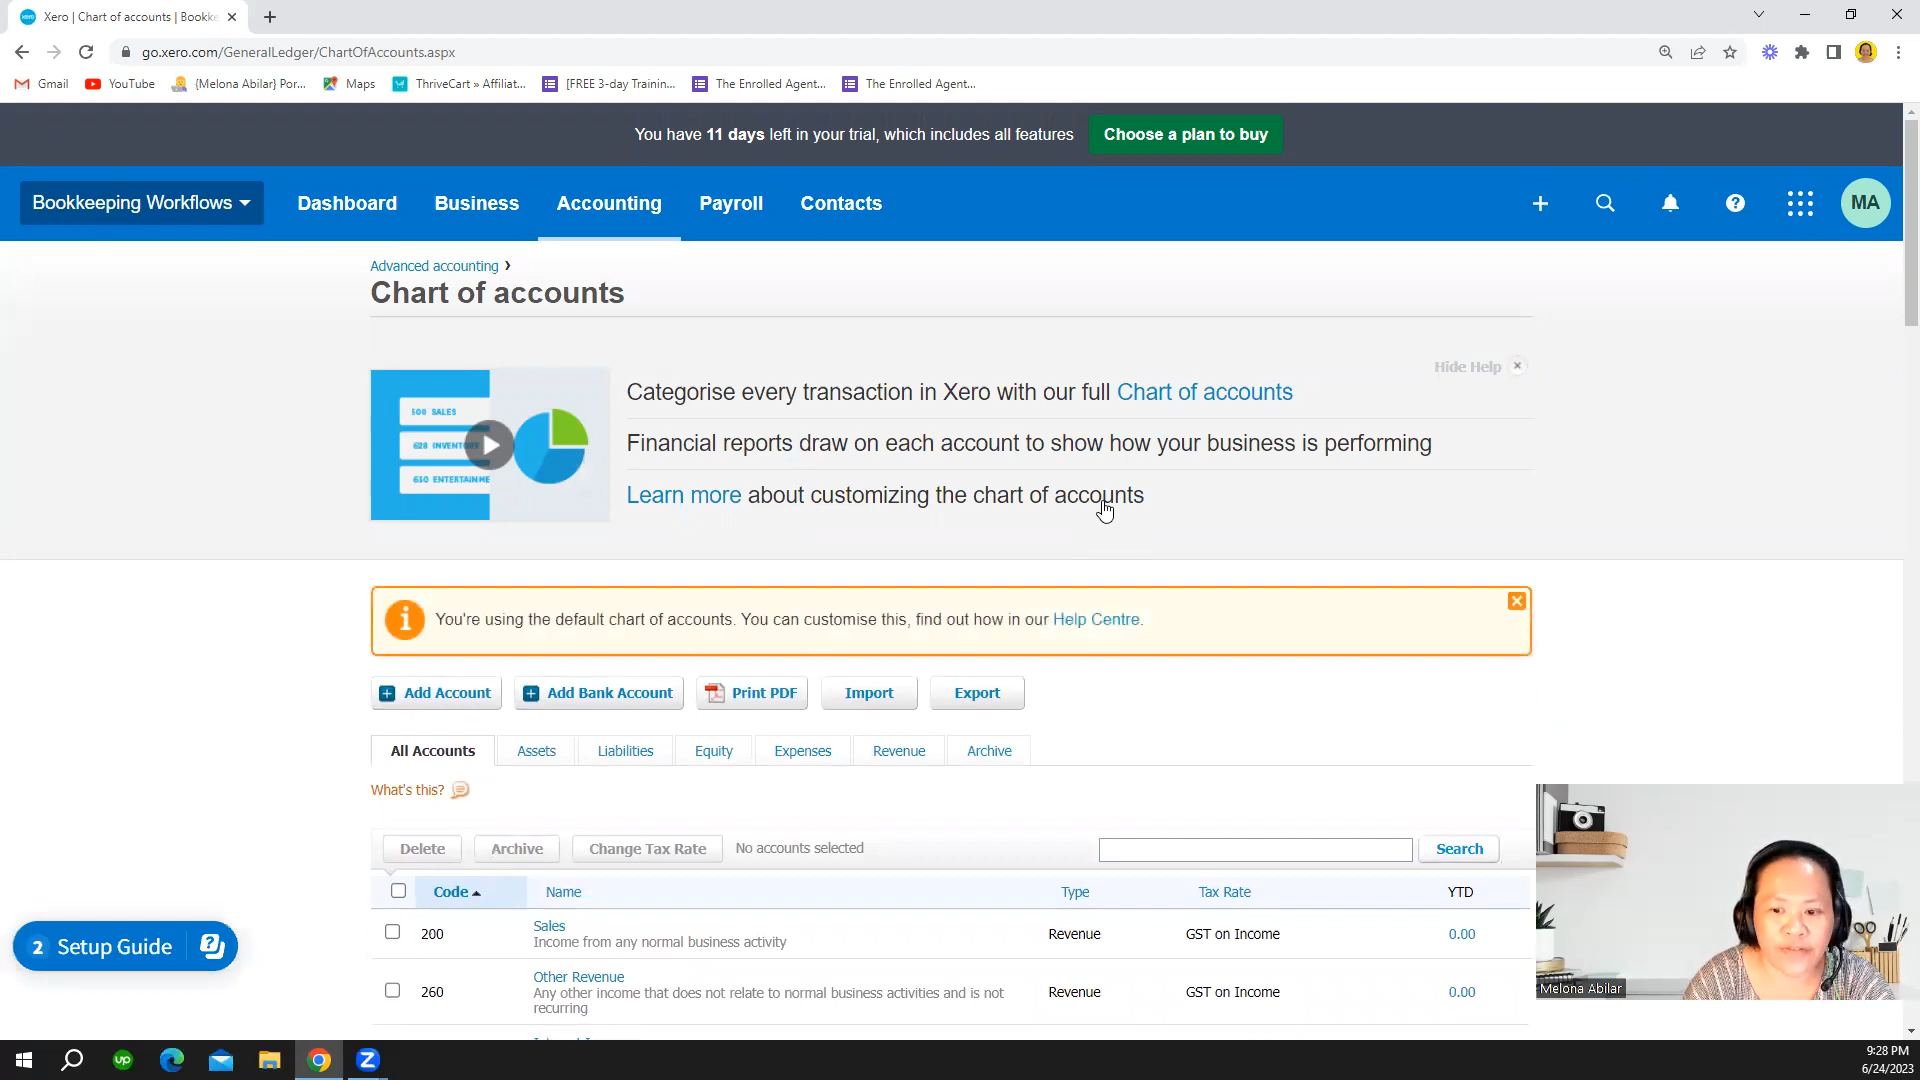 Xero | Chart of accounts | Bookke
go.xero.com/GeneralLedger/ChartOfAccounts.aspx
Gmail YouTube {Melona Abilar} Por... Maps ThriveCart » Affiliat... [FREE 3-day Trainin... The Enrolled Agent... The Enrolled Agent...
You have 11 days left in your trial, which includes all features Choose a plan to buy
Bookkeeping Workflows Dashboard Business Accounting Payroll Contacts MA
Advanced accounting ›
Chart of accounts
Hide Help
Categorise every transaction in Xero with our full Chart of accounts
500 SALES
628 INVENTO
Financial reports draw on each account to show how your business is performing
630 ENTERTAINME
Learn more about customizing the chart of accounts
You're using the default chart of accounts. You can customise this, find out how in our Help Centre.
Add Account Add Bank Account Print PDF Import Export
All Accounts Assets Liabilities Equity Expenses Revenue Archive
What's this?
Delete Archive Change Tax Rate No accounts selected Search
Code Name Type Tax Rate YTD
200 Sales Revenue GST on Income 0.00
Income from any normal business activity
2 Setup Guide
260 Other Revenue Revenue GST on Income 0.00
Any other income that does not relate to normal business activities and is not
recurring
Melona Abilar
up
Z
9:28 PM
6/24/2023